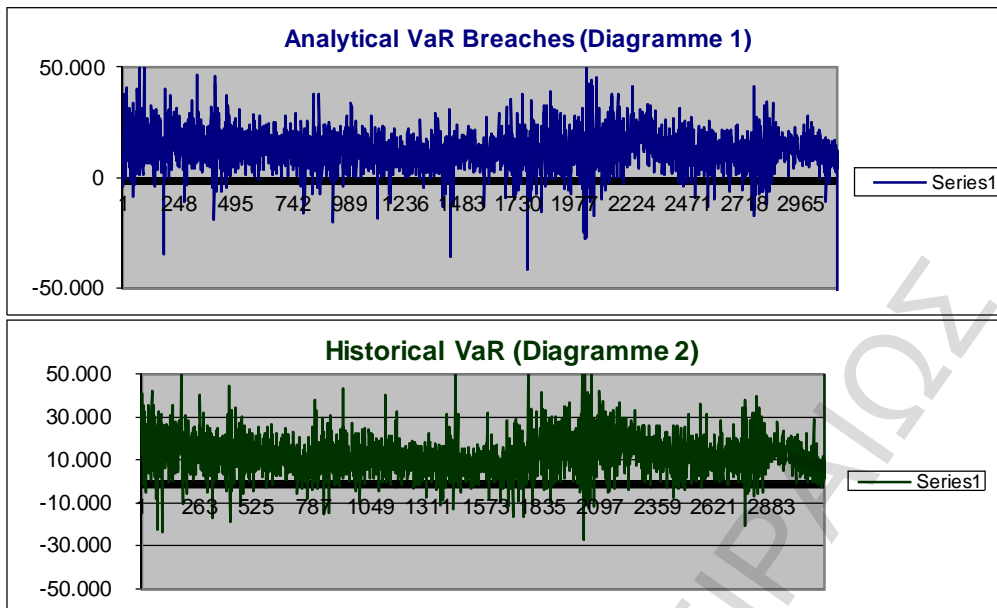 Analytical VaR Breaches (Diagramme 1)
50.000
0
-50.000
1 248 495 742 989 1236 1483 1730 1977 2224 2471 2718 2965
Series1
Historical VaR (Diagramme 2)
50.000
30.000
10.000
-10.000
-30.000
-50.000
1 263 525 787 1049 1311 1573 1835 2097 2359 2621 2883
Series1
ΕΙΡΑΙΩΣ